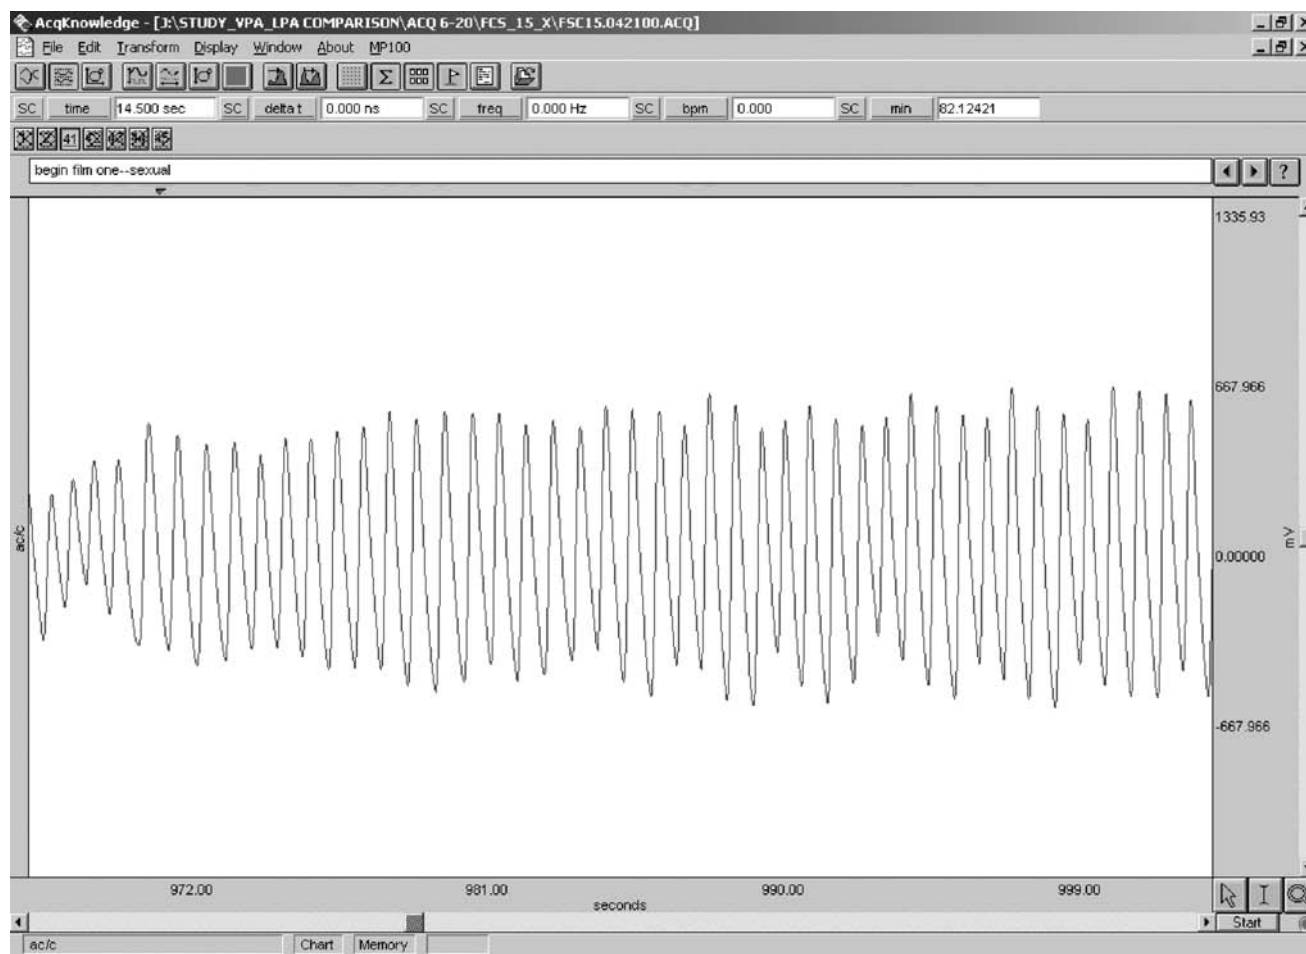 AcqKnowledge - [J:\STUDY_VPA_LPA COMPARISON\ACQ 6-20\FCS_15_X\FSC15.042100.ACQ]
File Edit Transform Display Window About MP100
SC time 14.500 sec SC delta t 0.000 ns SC freq 0.000 Hz SC bpm 0.000 SC min 82.12421
41
begin film one--sexual
?
1335.93
667.966
ac/c
0.00000
mV
-667.966
972.00 981.00 990.00 999.00
seconds
Start
ac/c Chart Memory